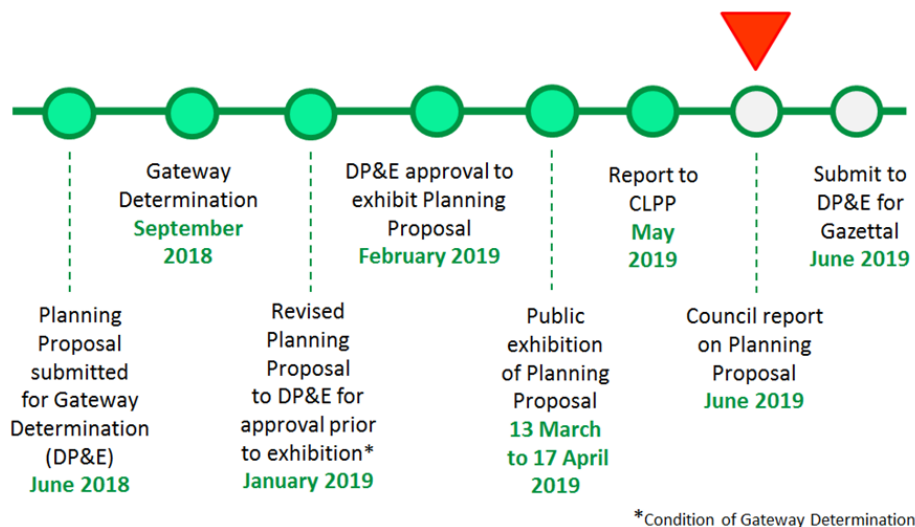 Planning
Proposal
submitted
for Gateway
Determination
(DP&E)
June 2018
Gateway
Determination
September
2018
Revised
Planning
Proposal
to DP&E for
approval prior
to exhibition*
January 2019
DP&E approval to
exhibit Planning
Proposal
February 2019
Public
exhibition
of Planning
Proposal
13 March
to 17 April
2019
Report to
CLPP
May
2019
Council report
on Planning
Proposal
June 2019
Submit to
DP&E for
Gazettal
June 2019
*Condition of Gateway Determination